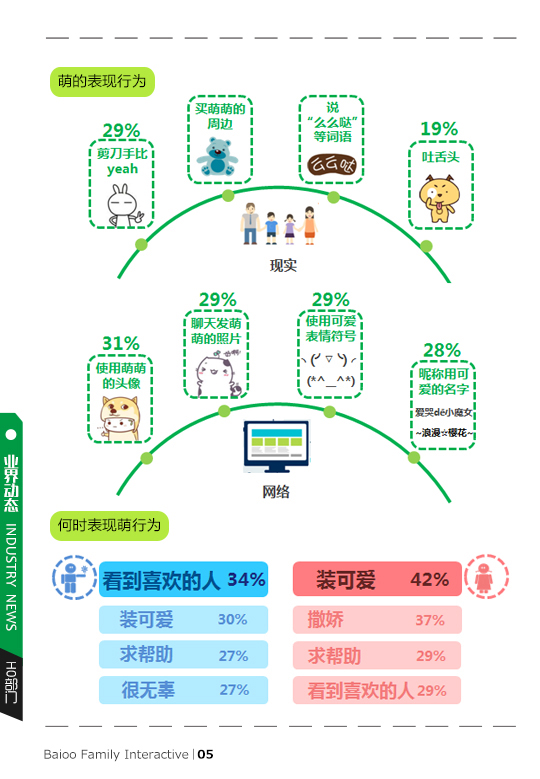 萌的表现行为
29%
剪刀手比
yeah
买萌萌的
周边
说
“么么哒”
等词语
么么哒
19%
吐舌头
现实
31%
使用萌萌
的头像
29%
聊天发萌
萌的照片
29%
使用可爱
表情符号
ヽ(╯▽╰)╭
(*^__^*)
28%
昵称用可
爱的名字
爱哭dé小魔女
~浪漫☆樱花~
网络
何时表现萌行为
看到喜欢的人 34%
装可爱 30%
求帮助 27%
很无辜 27%
装可爱 42%
撒娇 37%
求帮助 29%
看到喜欢的人 29%
业界动态 INDUSTRY NEWS
HO部门
Baioo Family Interactive | 05